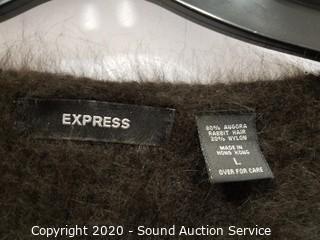 EXPRESS
80% ANGORA
RABBIT HAIR
20% NYLON
MADE IN
HONG KONG
L
OVER FOR CARE
Copyright 2020 - Sound Auction Service